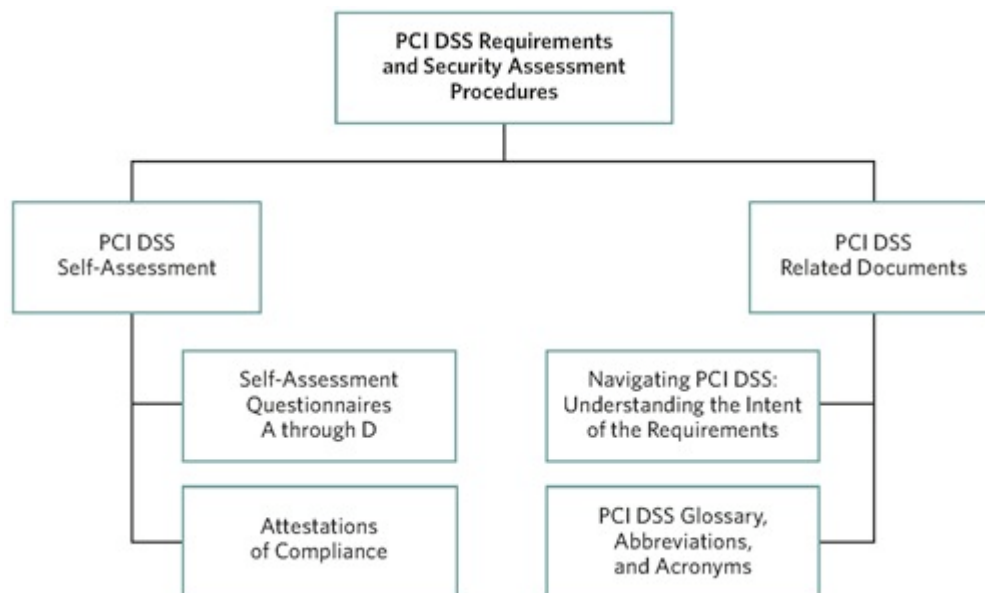 PCI DSS Requirements
and Security Assessment
Procedures
PCI DSS
Self-Assessment
PCI DSS
Related Documents
Self-Assessment
Questionnaires
A through D
Navigating PCI DSS:
Understanding the Intent
of the Requirements
Attestations
of Compliance
PCI DSS Glossary,
Abbreviations,
and Acronyms